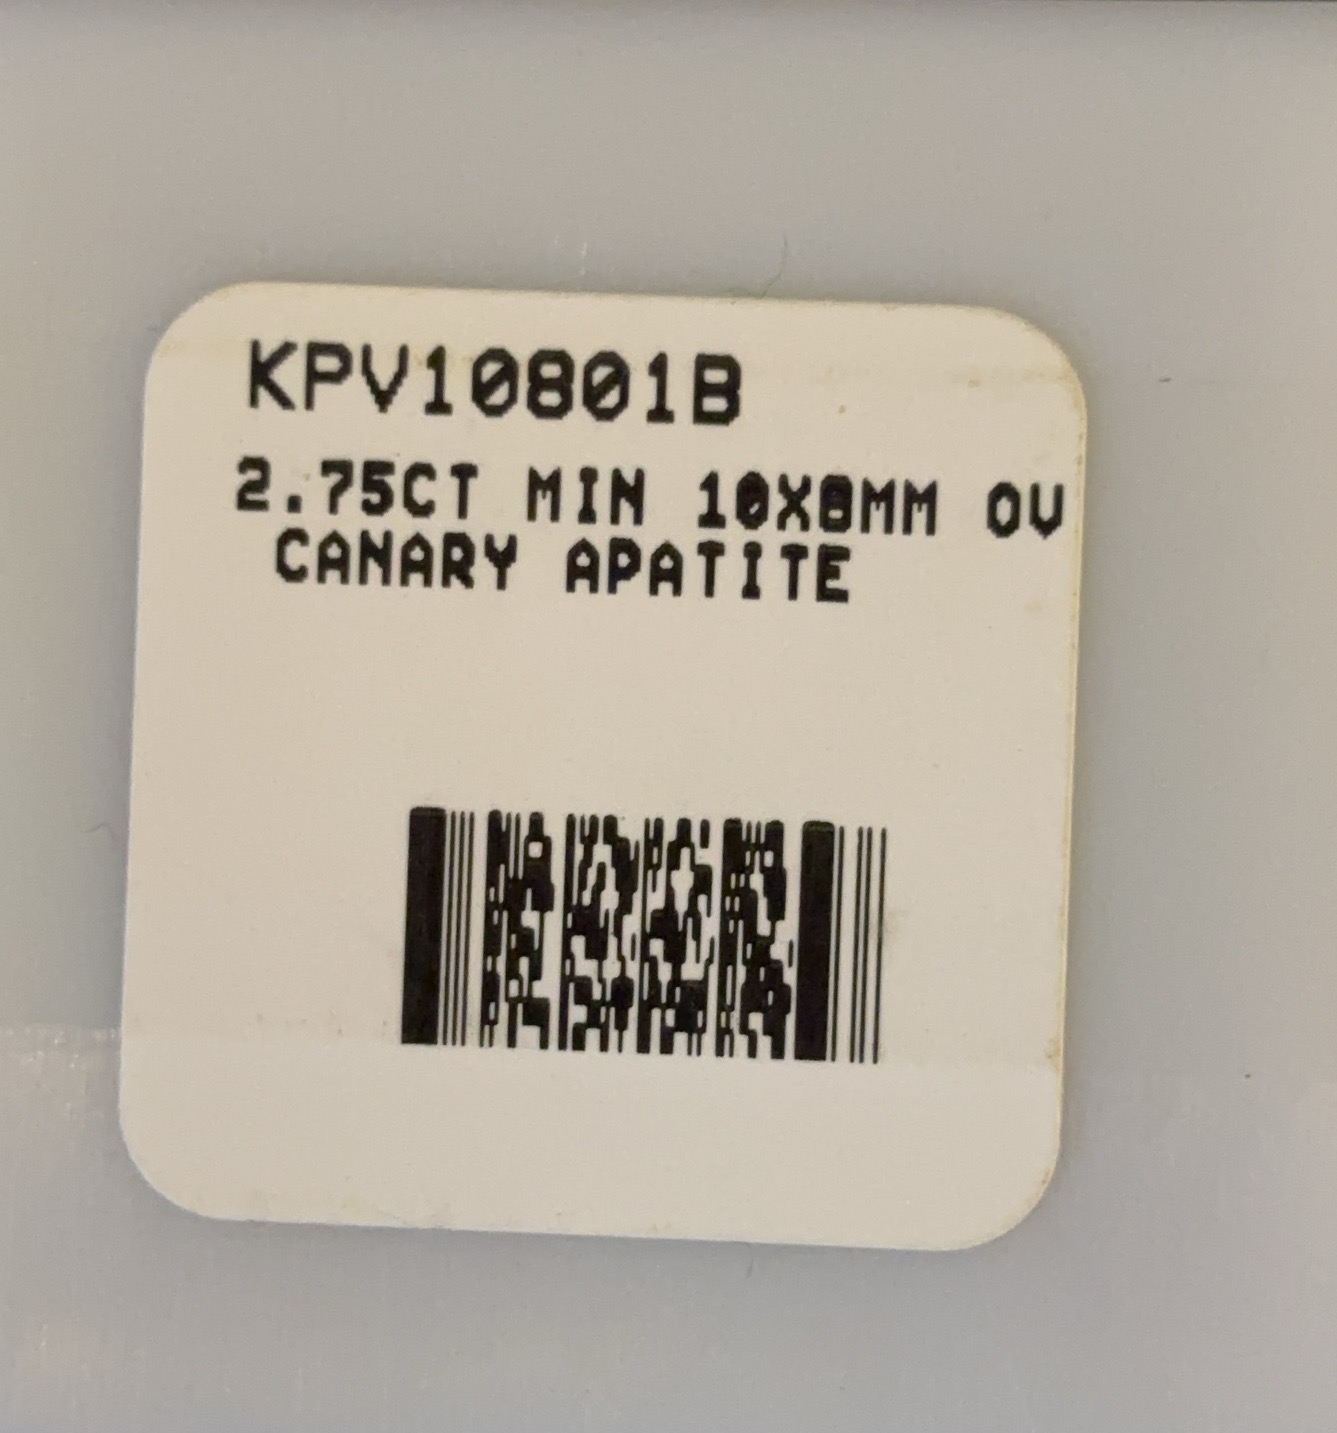 KPV10801B
2.75CT MIN 10X8MM OV
CANARY APATITE